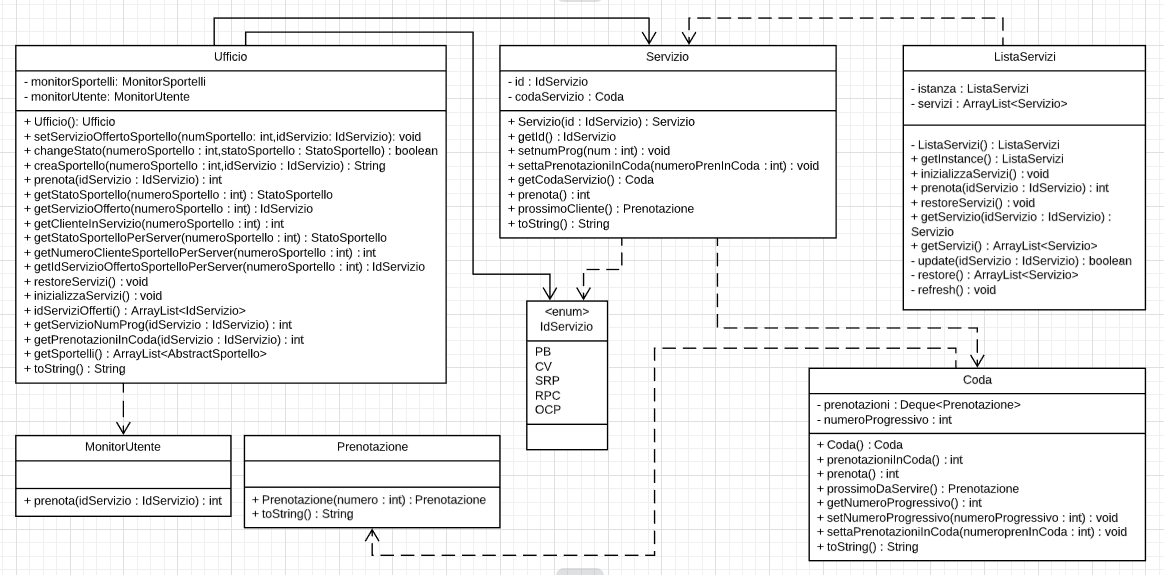 Ufficio
- monitorSportelli: MonitorSportelli
- monitorUtente: MonitorUtente
+ Ufficio(): Ufficio
+ setServizioOffertoSportello(numSportello: int,idServizio: IdServizio): void
+ changeStato(numeroSportello : int,statoSportello : StatoSportello) : boolean
+ creaSportello(numeroSportello : int,idServizio : IdServizio) : String
+ prenota(idServizio : IdServizio) : int
+ getStatoSportello(numeroSportello : int) : StatoSportello
+ getServizioOfferto(numeroSportello : int) : IdServizio
+ getClienteInServizio(numeroSportello : int) : int
+ getStatoSportelloPerServer(numeroSportello : int) : StatoSportello
+ getNumeroClienteSportelloPerServer(numeroSportello : int) : int
+ getIdServizioOffertoSportelloPerServer(numeroSportello : int) : IdServizio
+ restoreServizi() : void
+ inizializzaServizi() : void
+ idServiziOfferti() : ArrayList<IdServizio>
+ getServizioNumProg(idServizio : IdServizio) : int
+ getPrenotazioniInCoda(idServizio : IdServizio) : int
+ getSportelli() : ArrayList<AbstractSportello>
+ toString() : String
Servizio
- id : IdServizio
- codaServizio : Coda
+ Servizio(id : IdServizio) : Servizio
+ getId() : IdServizio
+ setnumProg(num : int) : void
+ settaPrenotazioniInCoda(numeroPrenInCoda : int) : void
+ getCodaServizio() : Coda
+ prenota() : int
+ prossimoCliente() : Prenotazione
+ toString() : String
ListaServizi
- istanza : ListaServizi
- servizi : ArrayList<Servizio>
- ListaServizi() : ListaServizi
+ getInstance() : ListaServizi
+ inizializzaServizi() : void
+ prenota(idServizio : IdServizio) : int
+ restoreServizi() : void
+ getServizio(idServizio : IdServizio) :
Servizio
+ getServizi() : ArrayList<Servizio>
- update(idServizio : IdServizio) : boolean
- restore() : ArrayList<Servizio>
- refresh() : void
<enum>
IdServizio
PB
CV
SRP
RPC
OCP
Coda
- prenotazioni : Deque<Prenotazione>
- numeroProgressivo : int
+ Coda() : Coda
+ prenotazioniInCoda() : int
+ prenota() : int
+ prossimoDaServire() : Prenotazione
+ getNumeroProgressivo() : int
+ setNumeroProgressivo(numeroProgressivo : int) : void
+ settaPrenotazioniInCoda(numeroprenInCoda : int) : void
+ toString() : String
MonitorUtente
+ prenota(idServizio : IdServizio) : int
Prenotazione
+ Prenotazione(numero : int) : Prenotazione
+ toString() : String